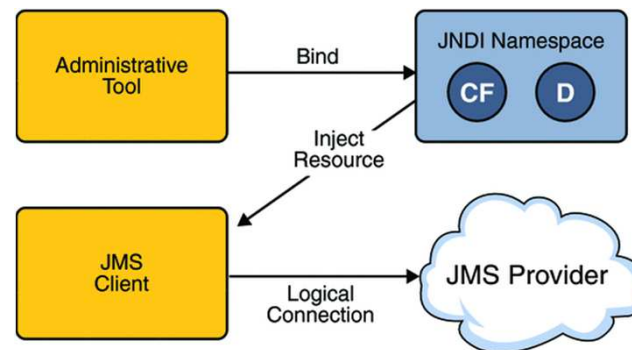 Administrative
Tool
Bind
JNDI Namespace
CF
D
Inject
Resource
JMS
Client
Logical
Connection
JMS Provider